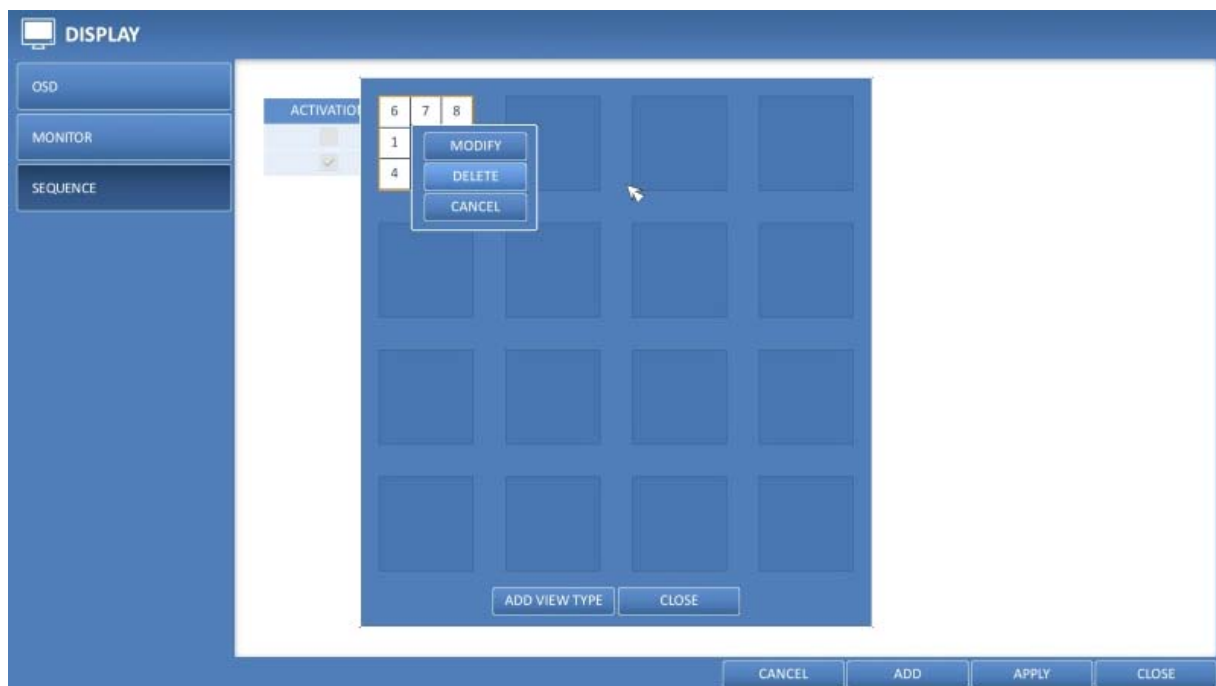 DISPLAY
OSD
MONITOR
SEQUENCE
ACTIVATIO
6 7 8
1
4
MODIFY
DELETE
CANCEL
ADD VIEW TYPE CLOSE
CANCEL ADD APPLY CLOSE